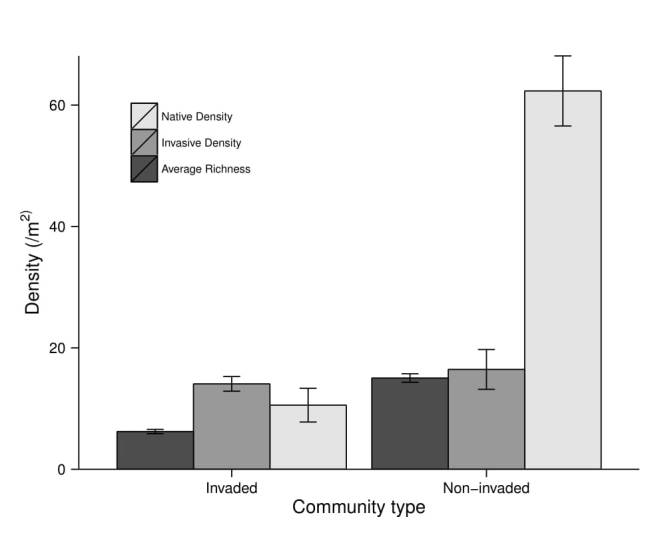 60
40
20
0
Density (/m²)
Native Density
Invasive Density
Average Richness
Invaded
Non−invaded
Community type